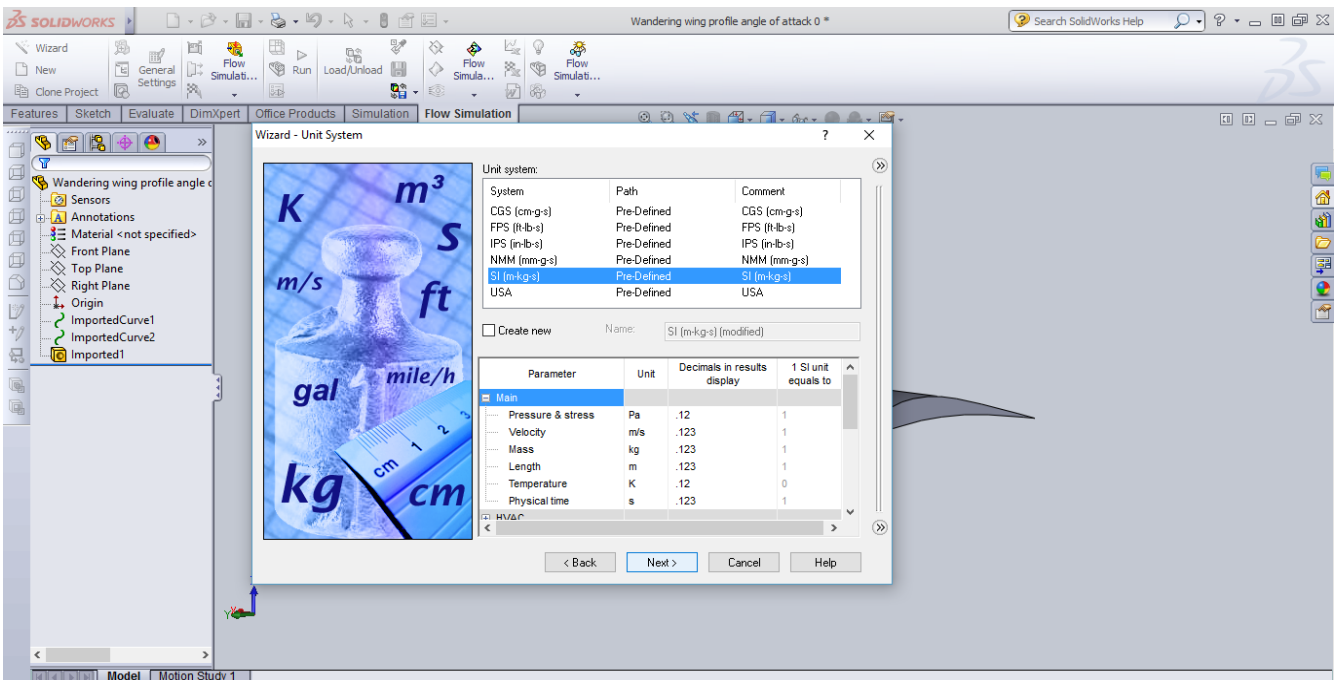 SOLIDWORKS
Wandering wing profile angle of attack 0 *
Search SolidWorks Help
Wizard
New
Clone Project
General Settings
Flow Simulati...
Run
Load/Unload
Flow Simula...
Flow Simulati...
Features Sketch Evaluate DimXpert Office Products Simulation Flow Simulation
Wandering wing profile angle
Sensors
Annotations
Material <not specified>
Front Plane
Top Plane
Right Plane
Origin
ImportedCurve1
ImportedCurve2
Imported1
Wizard - Unit System ?
K m³ S m/s ft gal mile/h kg cm 1 2 3 cm
Unit system:
System Path Comment
CGS (cm-g-s) Pre-Defined CGS (cm-g-s)
FPS (ft-lb-s) Pre-Defined FPS (ft-lb-s)
IPS (in-lb-s) Pre-Defined IPS (in-lb-s)
NMM (mm-g-s) Pre-Defined NMM (mm-g-s)
SI (m-kg-s) Pre-Defined SI (m-kg-s)
USA Pre-Defined USA
Create new Name: SI (m-kg-s) (modified)
Parameter Unit Decimals in results display 1 SI unit equals to
Main
Pressure & stress Pa .12 1
Velocity m/s .123 1
Mass kg .123 1
Length m .123 1
Temperature K .12 0
Physical time s .123 1
HVAC
< Back Next > Cancel Help
Y
Model Motion Study 1